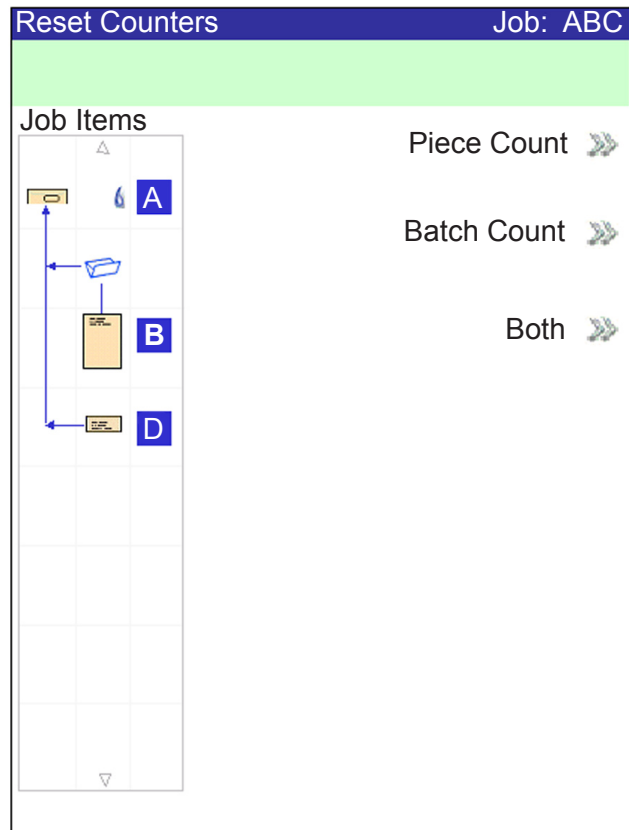 Reset Counters Job: ABC
Job Items
Piece Count
A
Batch Count
B
Both
D